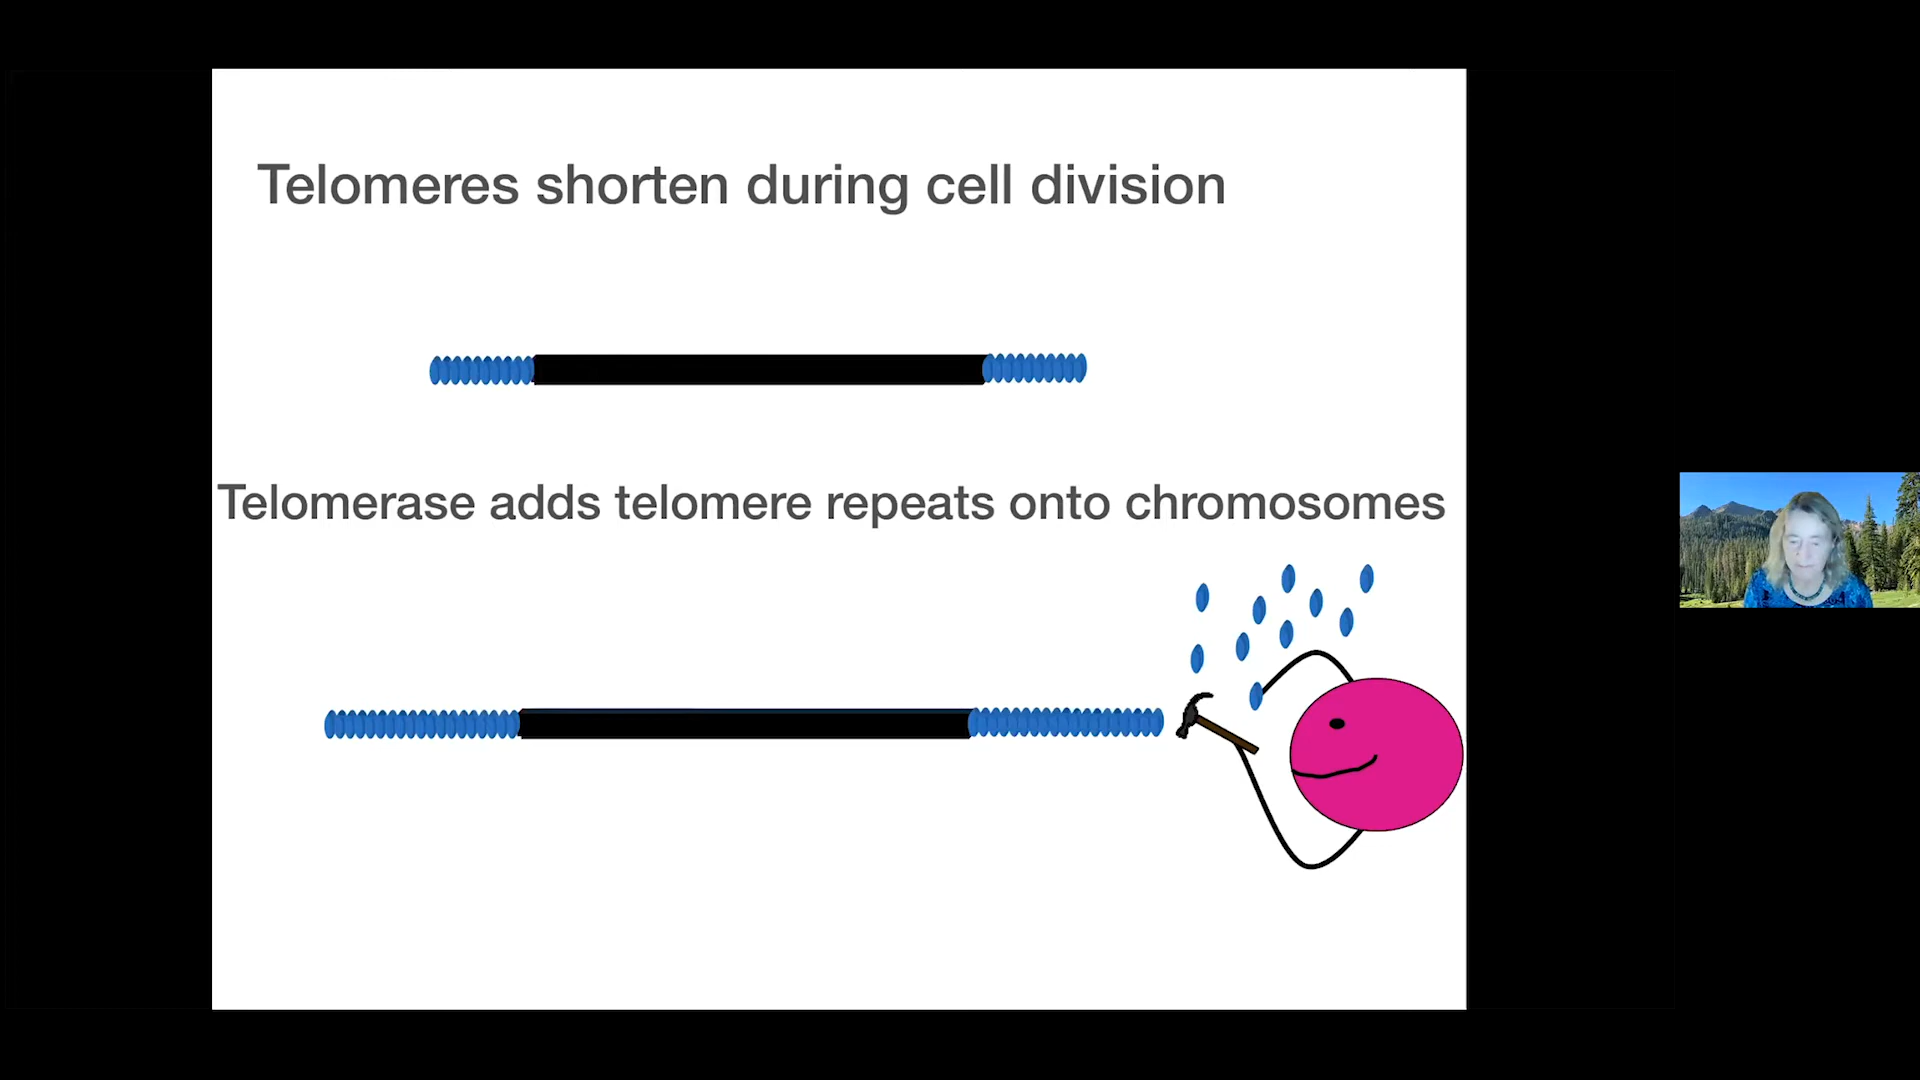 Telomeres shorten during cell division
Telomerase adds telomere repeats onto chromosomes